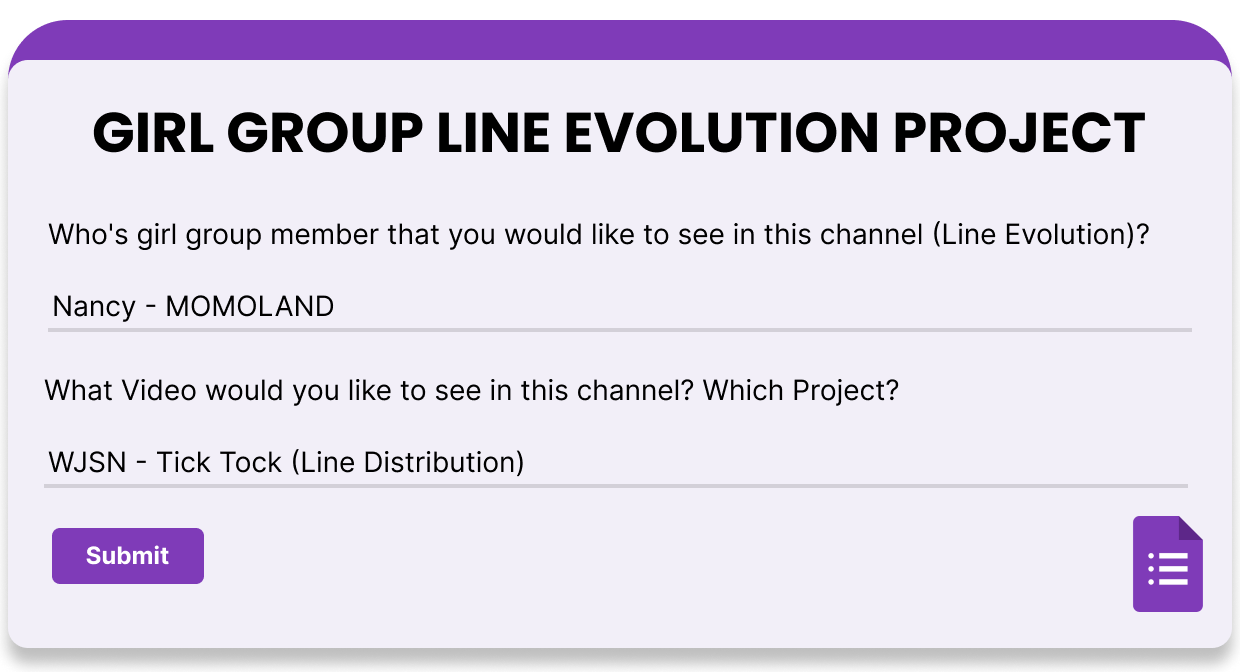 GIRL GROUP LINE EVOLUTION PROJECT
Who's girl group member that you would like to see in this channel (Line Evolution)?
Nancy - MOMOLAND
What Video would you like to see in this channel? Which Project?
WJSN - Tick Tock (Line Distribution)
Submit